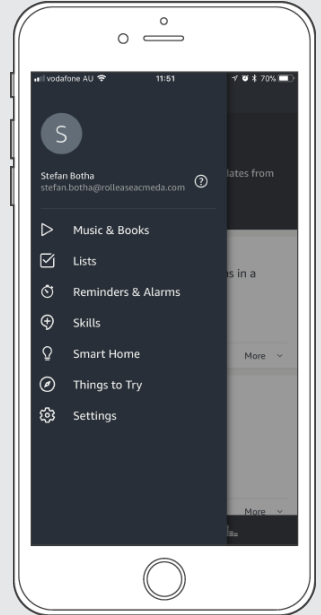 vodafone AU 11:51 70%
S
Stefan Botha
stefan.botha@rolleaseacmeda.com ?
lates from
Music & Books
Lists
s in a
Reminders & Alarms
Skills
Smart Home
More
Things to Try
Settings
More